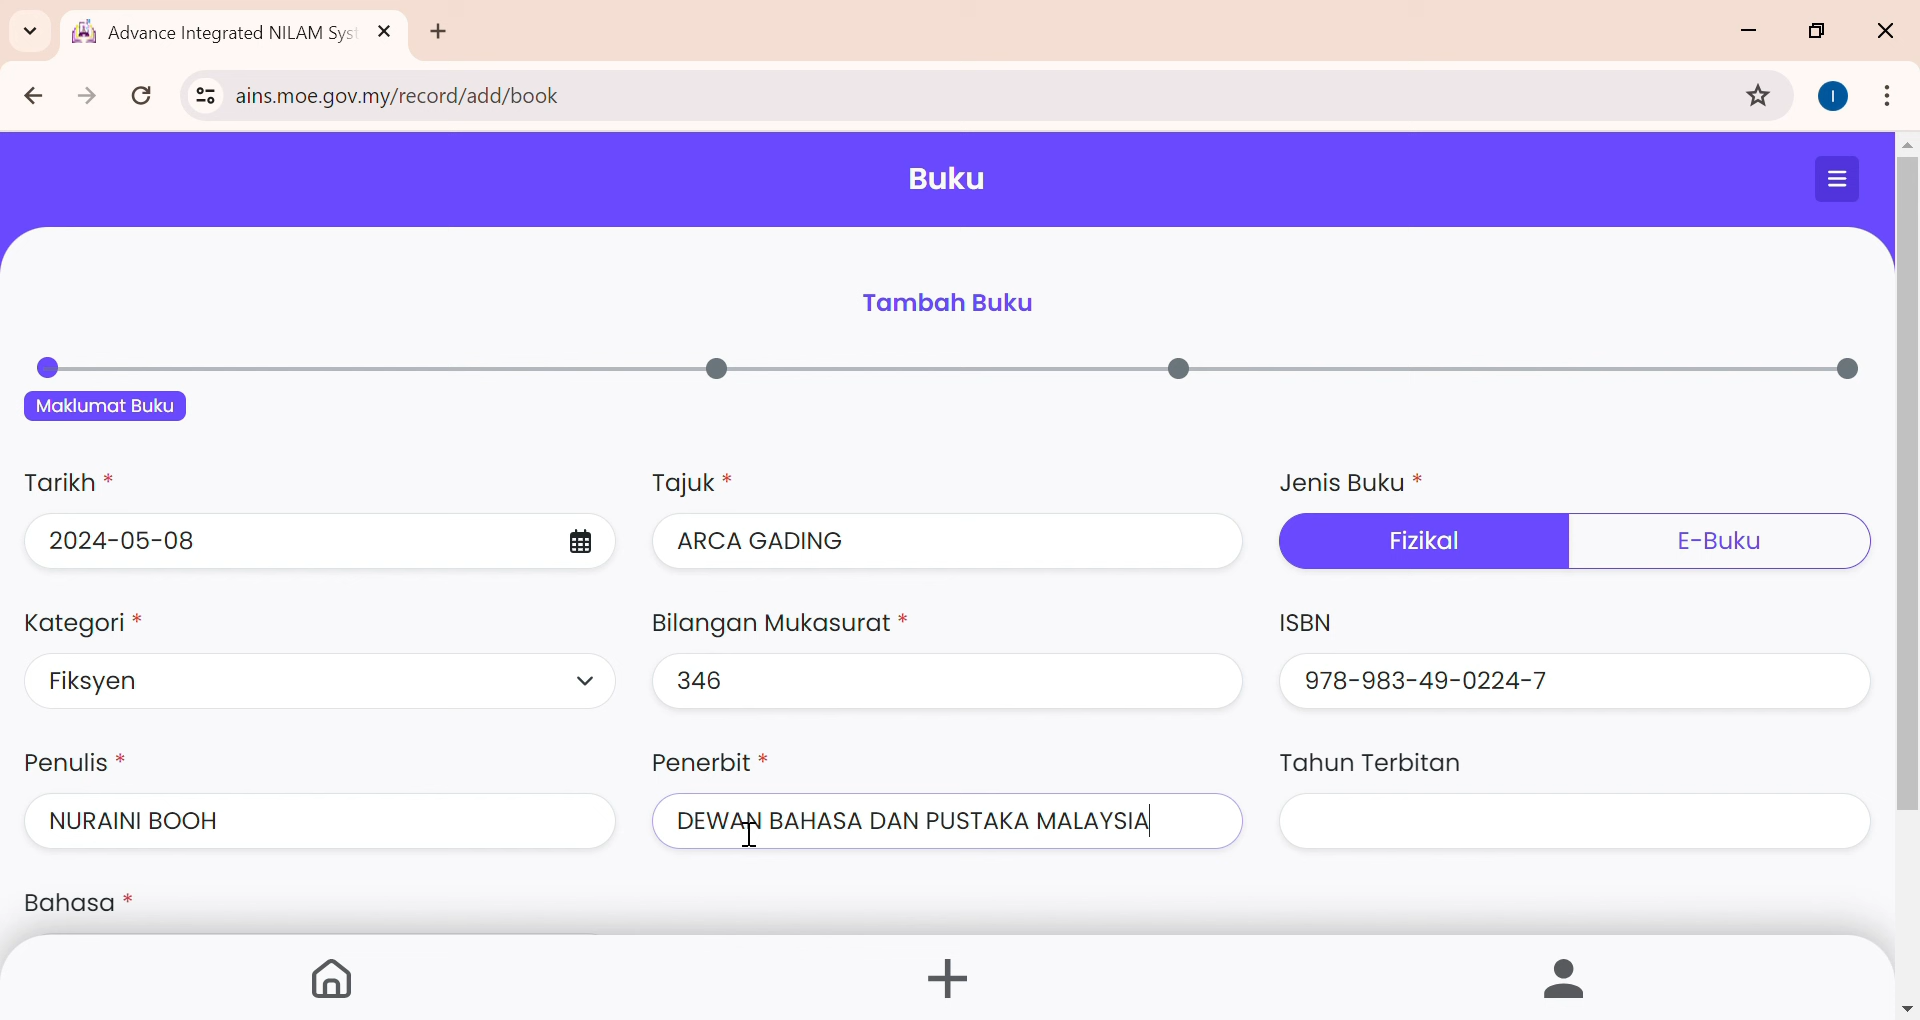 Advance Integrated NILAM Syst
ains.moe.gov.my/record/add/book
I
Buku
Tambah Buku
Maklumat Buku
Tarikh *
Tajuk *
Jenis Buku *
2024-05-08
ARCA GADING
Fizikal
E-Buku
Kategori *
Bilangan Mukasurat *
ISBN
Fiksyen
346
978-983-49-0224-7
Penulis *
Penerbit *
Tahun Terbitan
NURAINI BOOH
DEWAN BAHASA DAN PUSTAKA MALAYSIA
Bahasa *